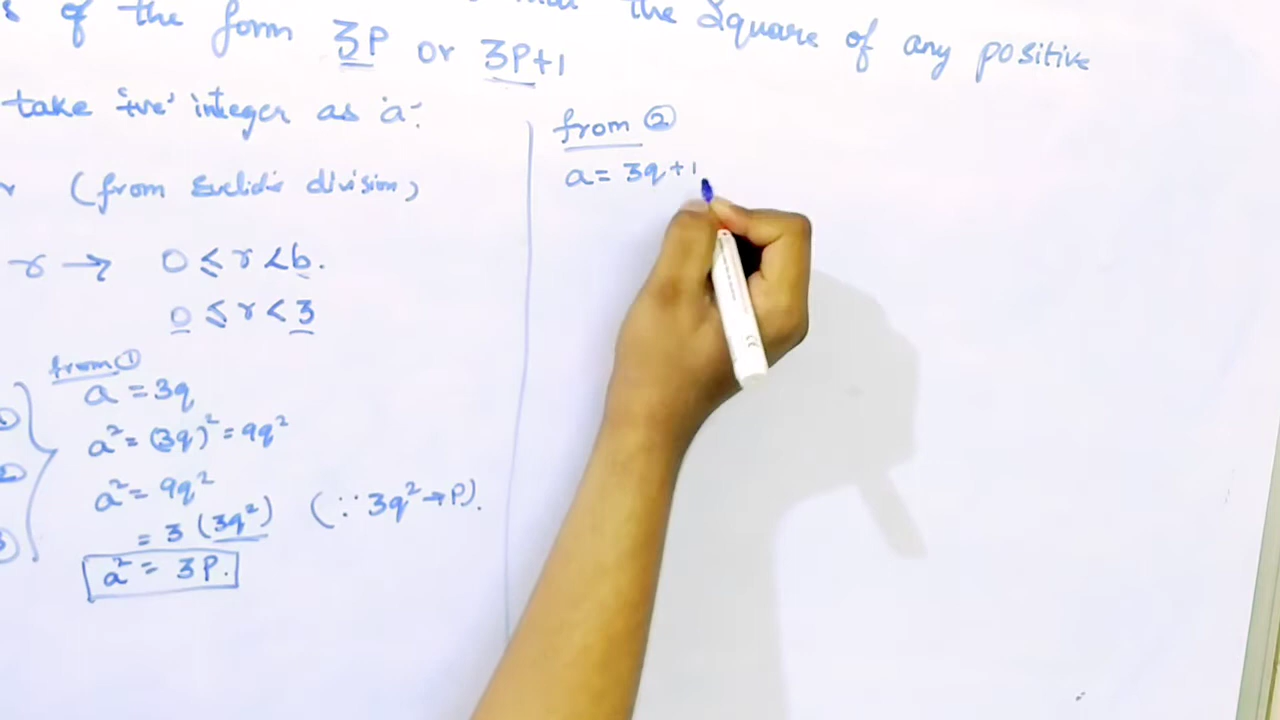 the Square of any positive
of the form 3P or 3P+1
take '+ve' integer as 'a':
r (from Euclid's division)
r → 0 ≤ r < b.
0 ≤ r < 3
from ①
a = 3q
a² = (3q)² = 9q²
a² = 9q²
= 3 (3q²) (∵ 3q² → P).
a² = 3P.
from ②
a = 3q + 1